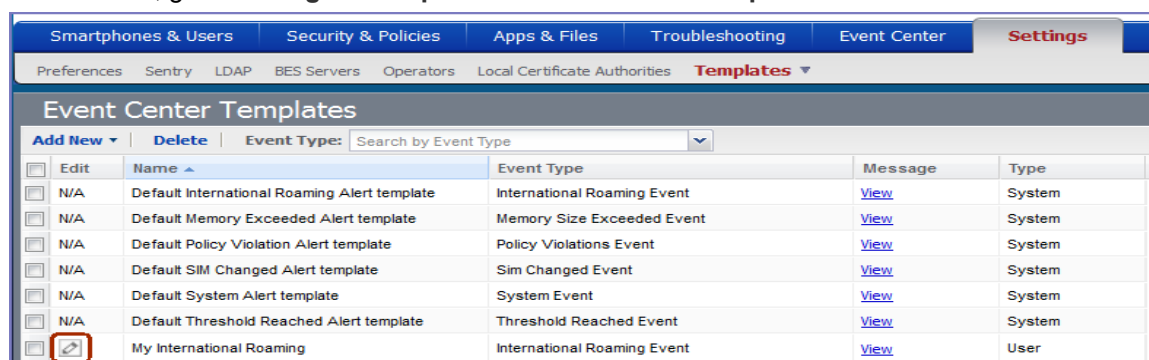 Smartphones & Users Security & Policies Apps & Files Troubleshooting Event Center Settings
Preferences Sentry LDAP BES Servers Operators Local Certificate Authorities Templates
Event Center Templates
Add New Delete Event Type: Search by Event Type
Edit Name Event Type Message Type
N/A Default International Roaming Alert template International Roaming Event View System
N/A Default Memory Exceeded Alert template Memory Size Exceeded Event View System
N/A Default Policy Violation Alert template Policy Violations Event View System
N/A Default SIM Changed Alert template Sim Changed Event View System
N/A Default System Alert template System Event View System
N/A Default Threshold Reached Alert template Threshold Reached Event View System
My International Roaming International Roaming Event View User